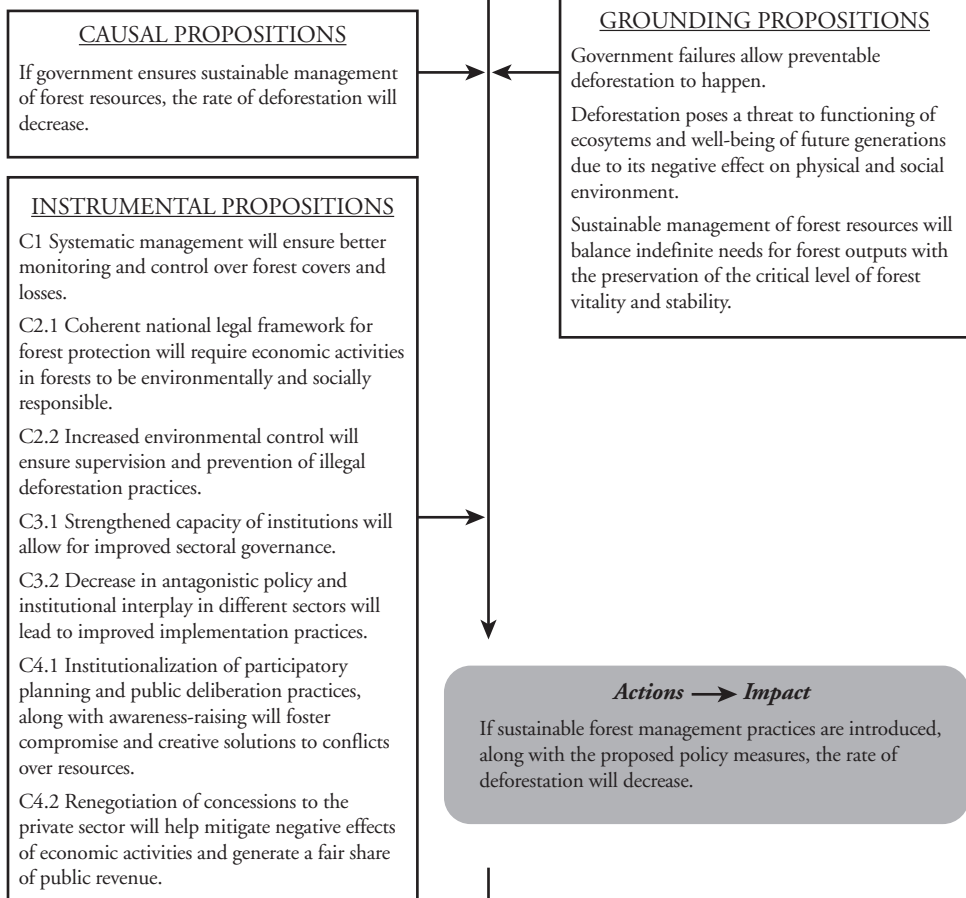 CAUSAL PROPOSITIONS
If government ensures sustainable management
of forest resources, the rate of deforestation will
decrease.
GROUNDING PROPOSITIONS
Government failures allow preventable
deforestation to happen.
Deforestation poses a threat to functioning of
ecosytems and well-being of future generations
due to its negative effect on physical and social
environment.
Sustainable management of forest resources will
balance indefinite needs for forest outputs with
the preservation of the critical level of forest
vitality and stability.
INSTRUMENTAL PROPOSITIONS
C1 Systematic management will ensure better
monitoring and control over forest covers and
losses.
C2.1 Coherent national legal framework for
forest protection will require economic activities
in forests to be environmentally and socially
responsible.
C2.2 Increased environmental control will
ensure supervision and prevention of illegal
deforestation practices.
C3.1 Strengthened capacity of institutions will
allow for improved sectoral governance.
C3.2 Decrease in antagonistic policy and
institutional interplay in different sectors will
lead to improved implementation practices.
C4.1 Institutionalization of participatory
planning and public deliberation practices,
along with awareness-raising will foster
compromise and creative solutions to conflicts
over resources.
C4.2 Renegotiation of concessions to the
private sector will help mitigate negative effects
of economic activities and generate a fair share
of public revenue.
Actions → Impact
If sustainable forest management practices are introduced,
along with the proposed policy measures, the rate of
deforestation will decrease.